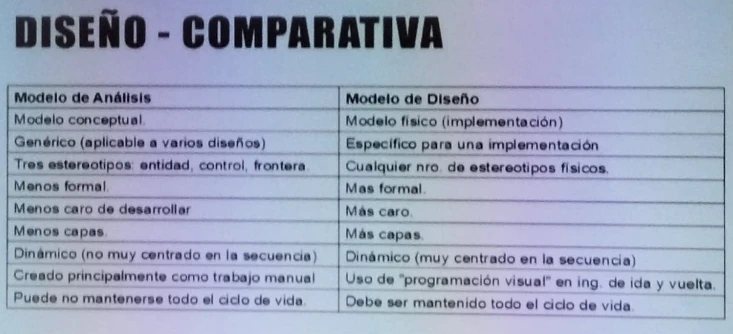 DISEÑO - COMPARATIVA
Modelo de Análisis Modelo de Diseño
Modelo conceptual. Modelo físico (implementación)
Genérico (aplicable a varios diseños) Específico para una implementación
Tres estereotipos: entidad, control, frontera. Cualquier nro. de estereotipos físicos.
Menos formal. Mas formal.
Menos caro de desarrollar Más caro.
Menos capas. Más capas.
Dinámico (no muy centrado en la secuencia) Dinámico (muy centrado en la secuencia)
Creado principalmente como trabajo manual Uso de "programación visual" en ing. de ida y vuelta.
Puede no mantenerse todo el ciclo de vida. Debe ser mantenido todo el ciclo de vida.